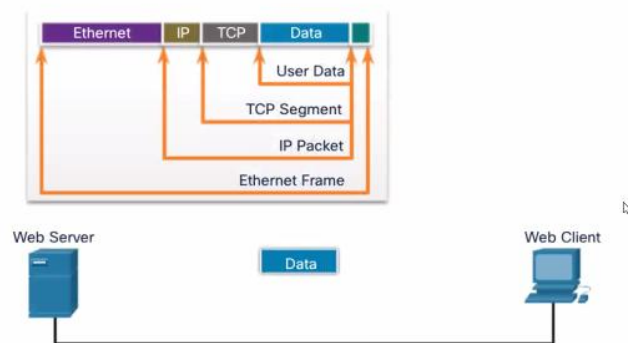 Ethernet IP TCP Data
User Data
TCP Segment
IP Packet
Ethernet Frame
Web Server
Web Client
Data